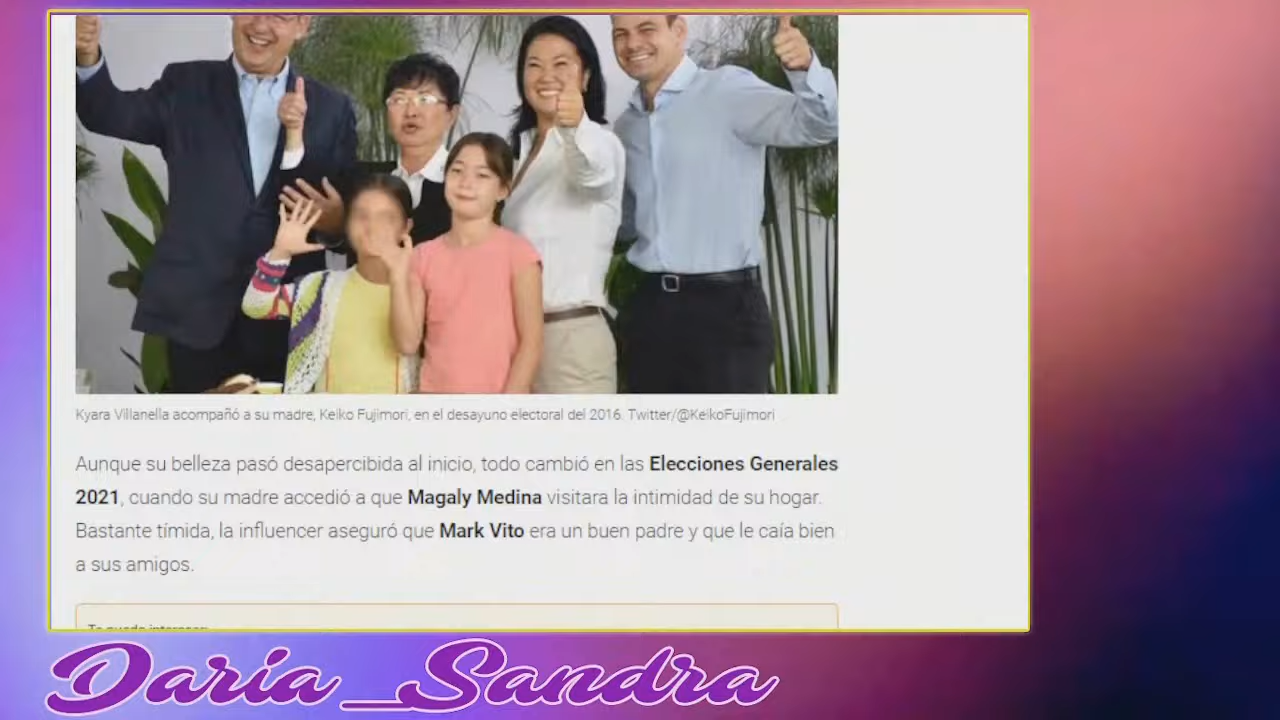 Kyara Villanella acompañó a su madre, Keiko Fujimori, en el desayuno electoral del 2016. Twitter/@KeikoFujimori
Aunque su belleza pasó desapercibida al inicio, todo cambió en las Elecciones Generales
2021, cuando su madre accedió a que Magaly Medina visitara la intimidad de su hogar.
Bastante tímida, la influencer aseguró que Mark Vito era un buen padre y que le caía bien
a sus amigos.
Te puede interesar:
Daria_Sandra